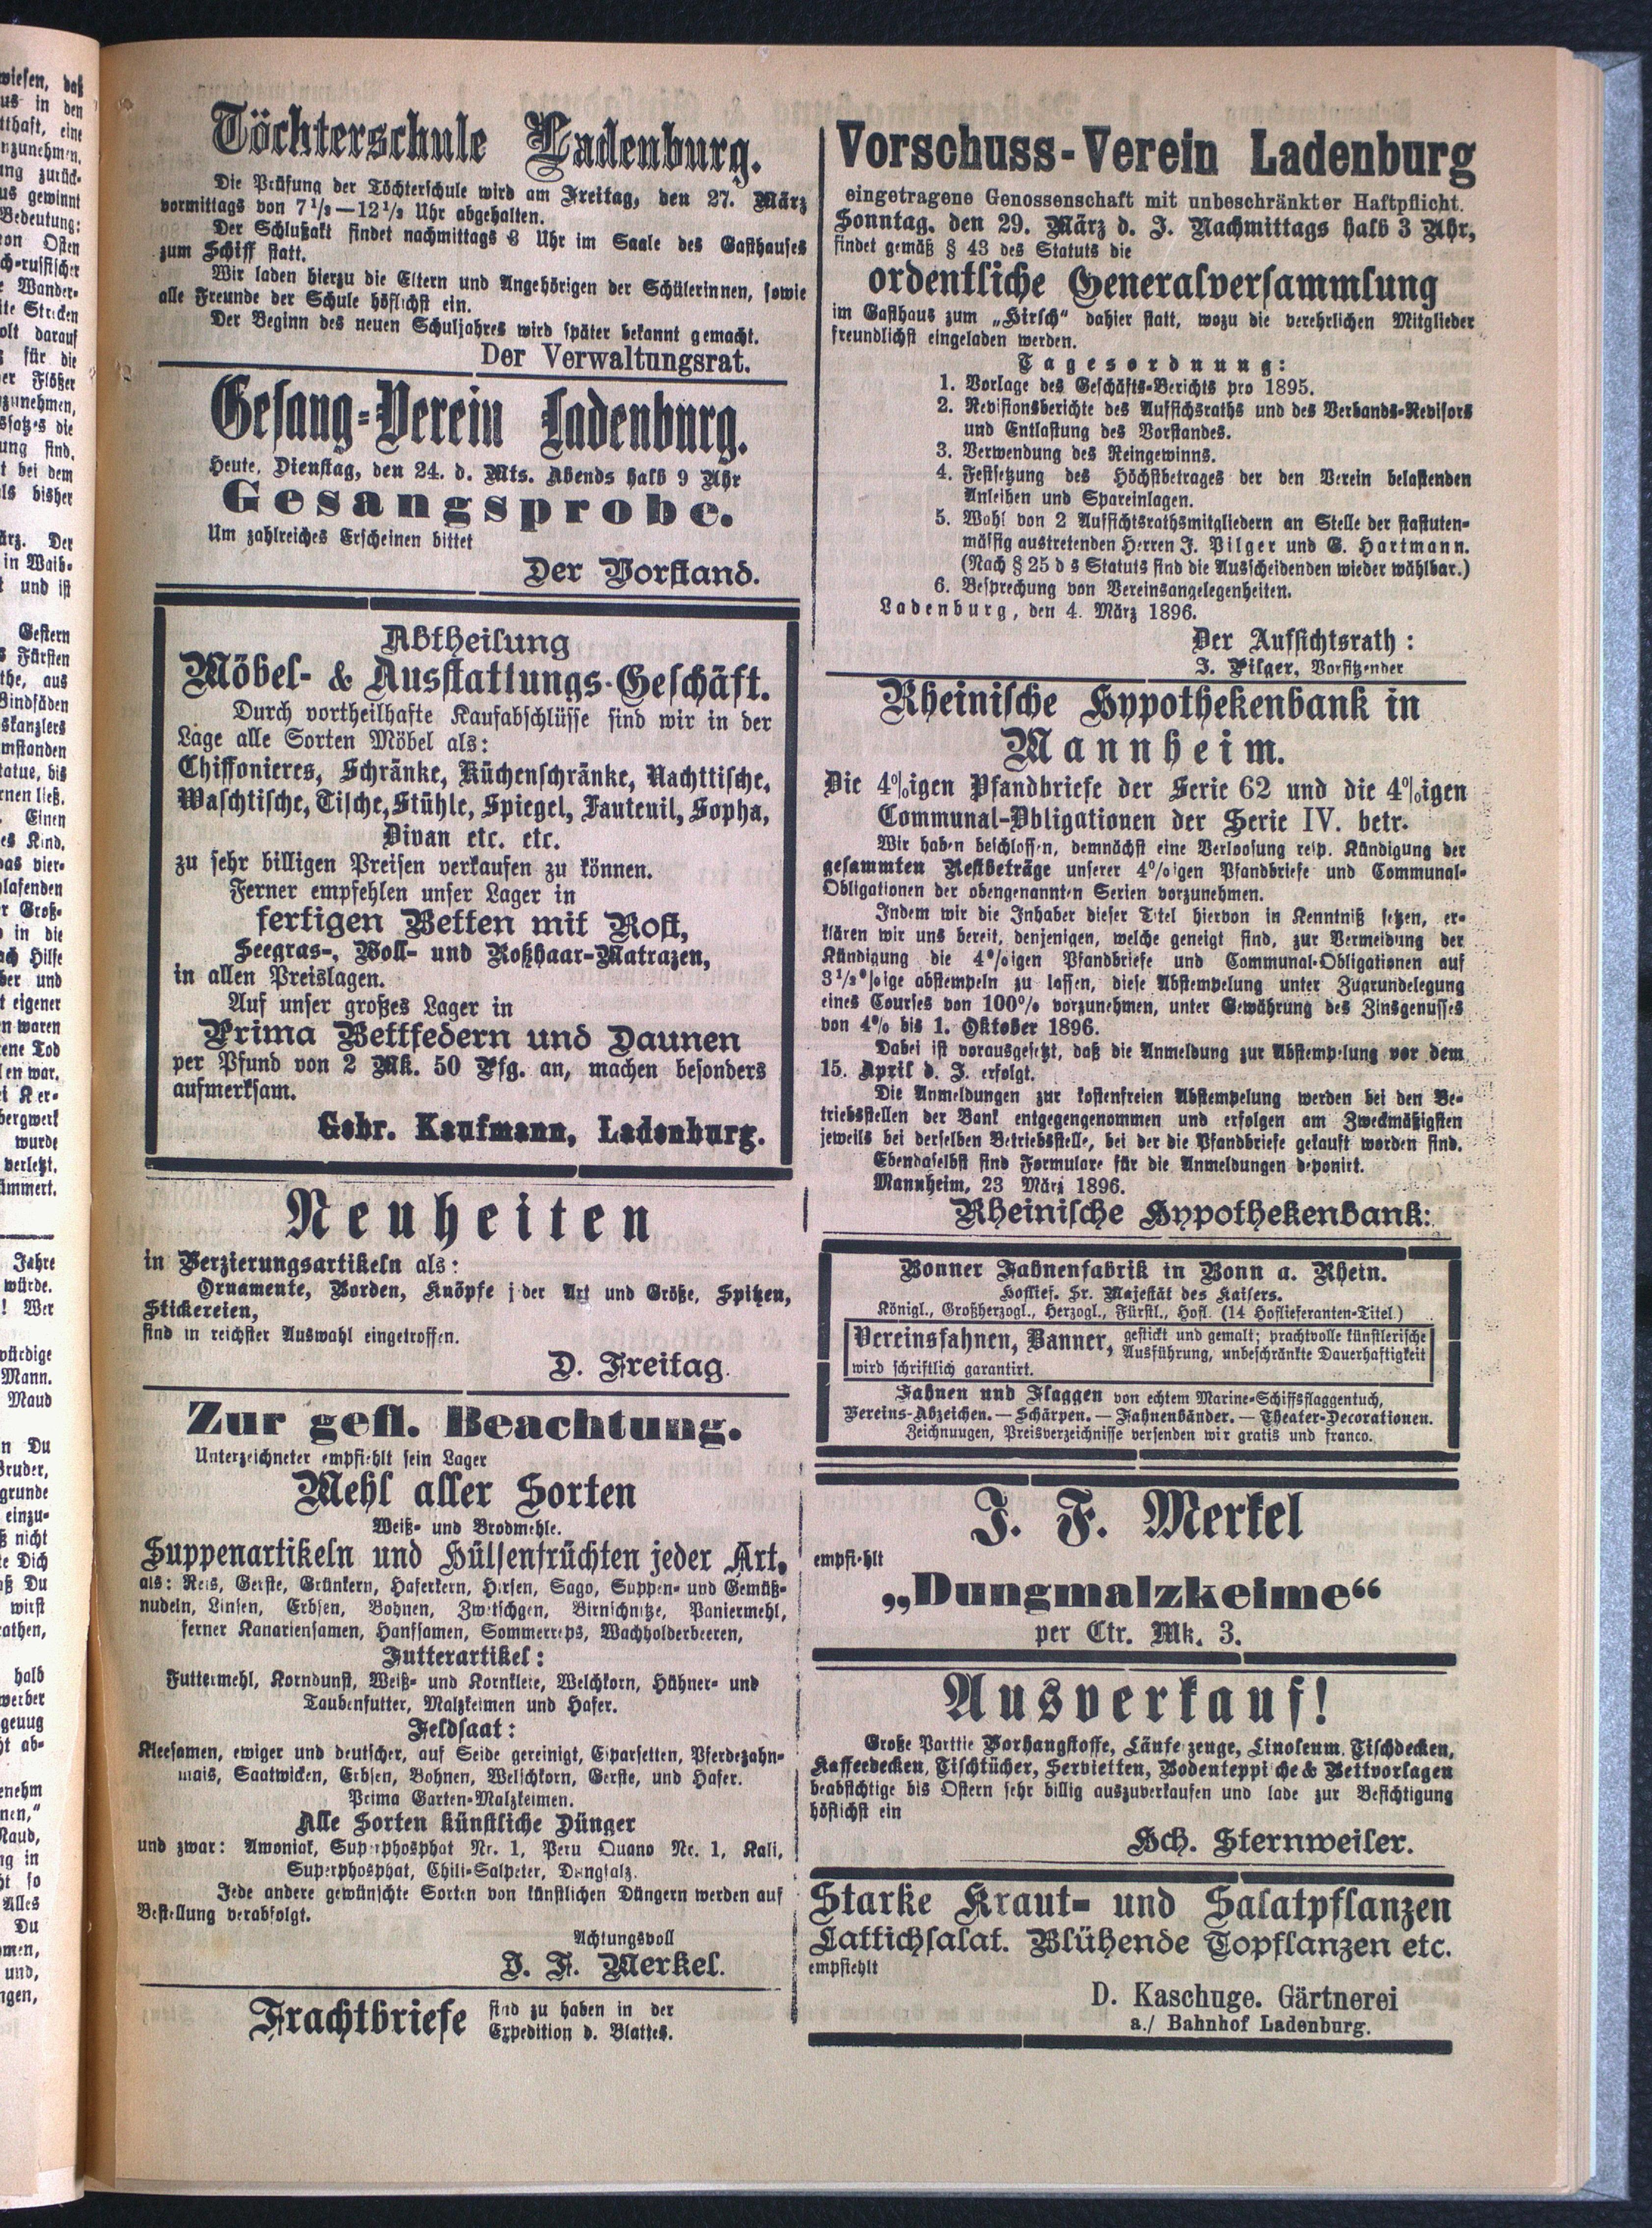 Töchterschule Ladenburg.
Die Prüfung der Töchterschule wird am Freitag, den 27. März
vormittags von 7½—12½ Uhr abgehalten.
Der Schlußakt findet nachmittags 3 Uhr im Saale des Gasthauses
zum Schiff statt.
Wir laden hierzu die Eltern und Angehörigen der Schülerinnen, sowie
alle Freunde der Schule höflichst ein.
Der Beginn des neuen Schuljahres wird später bekannt gemacht.
Der Verwaltungsrat.
Gesang-Verein Ladenburg.
Heute, Dienstag, den 24. d. Mts. Abends halb 9 Uhr
Gesangsprobe.
Um zahlreiches Erscheinen bittet
Der Vorstand.
Abtheilung
Möbel- & Ausstattungs-Geschäft.
Durch vortheilhafte Kaufabschlüsse sind wir in der
Lage alle Sorten Möbel als:
Chiffonieres, Schränke, Küchenschränke, Nachttische,
Waschtische, Tische, Stühle, Spiegel, Fauteuil, Sopha,
Divan etc. etc.
zu sehr billigen Preisen verkaufen zu können.
Ferner empfehlen unser Lager in
fertigen Betten mit Rost,
Seegras-, Woll- und Roßhaar-Matrazen,
in allen Preislagen.
Auf unser großes Lager in
Prima Bettfedern und Daunen
per Pfund von 2 Mk. 50 Pfg. an, machen besonders
aufmerksam.
Gebr. Kaufmann, Ladenburg.
Neuheiten
in Verzierungsartikeln als:
Ornamente, Borden, Knöpfe j der Art und Größe, Spitzen,
Stickereien,
sind in reichster Auswahl eingetroffen.
D. Freitag.
Zur gefl. Beachtung.
Unterzeichneter empfiehlt sein Lager
Mehl aller Sorten
Weiß- und Brodmehle.
Suppenartikeln und Hülsenfrüchten jeder Art,
als: Reis, Gerste, Grünkern, Haferkern, Hirsen, Sago, Suppen- und Gemüß-
nudeln, Linsen, Erbsen, Bohnen, Zwetschgen, Birnschnitze, Paniermehl,
ferner Kanariensamen, Hanfsamen, Sommerreps, Wachholderbeeren,
Futterartikel:
Futtermehl, Korndunst, Weiß- und Kornkleie, Welchkorn, Hühner- und
Taubenfutter, Malzkeimen und Hafer.
Feldsaat:
Kleesamen, ewiger und deutscher, auf Seide gereinigt, Esparsetten, Pferdezahn-
mais, Saatwicken, Erbsen, Bohnen, Welschkorn, Gerste, und Hafer.
Prima Garten-Malzkeimen.
Alle Sorten künstliche Dünger
und zwar: Amoniak, Superphosphat Nr. 1, Peru Quano Nr. 1, Kali,
Superphosphat, Chili-Salpeter, Dungsalz.
Jede andere gewünschte Sorten von künstlichen Düngern werden auf
Bestellung verabfolgt.
Achtungsvoll
J. F. Merkel.
Frachtbriefe sind zu haben in der
Expedition d. Blattes.
Vorschuss-Verein Ladenburg
eingetragene Genossenschaft mit unbeschränkter Haftpflicht.
Sonntag, den 29. März d. J. Nachmittags halb 3 Uhr,
findet gemäß § 43 des Statuts die
ordentliche Generalversammlung
im Gasthaus zum „Hirsch“ dahier statt, wozu die verehrlichen Mitglieder
freundlichst eingeladen werden.
Tagesordnung:
1. Vorlage des Geschäfts-Berichts pro 1895.
2. Revisionsberichte des Aufsichsraths und des Verbands-Revisors
und Entlastung des Vorstandes.
3. Verwendung des Reingewinns.
4. Festsetzung des Höchstbetrages der den Verein belastenden
Anleihen und Spareinlagen.
5. Wahl von 2 Aufsichtsrathsmitgliedern an Stelle der stastuten-
mässig austretenden Herren J. Pilger und G. Hartmann.
(Nach § 25 d s Statuts sind die Ausscheidenden wieder wählbar.)
6. Besprechung von Vereinsangelegenheiten.
Ladenburg, den 4. März 1896.
Der Aufsichtsrath:
J. Pilger, Vorsitzender
Rheinische Hypothekenbank in
Mannheim.
Die 4%igen Pfandbriefe der Serie 62 und die 4%igen
Communal-Obligationen der Serie IV. betr.
Wir haben beschlossen, demnächst eine Verloosung resp. Kündigung der
gesammten Restbeträge unserer 4%igen Pfandbriefe und Communal-
Obligationen der obengenannten Serien vorzunehmen.
Indem wir die Inhaber dieser Titel hiervon in Kenntniß setzen, er-
klären wir uns bereit, denjenigen, welche geneigt sind, zur Vermeidung der
Kündigung die 4%igen Pfandbriefe und Communal-Obligationen auf
3½%ige abstempeln zu lassen, diese Abstempelung unter Zugrundelegung
eines Courses von 100% vorzunehmen, unter Gewährung des Zinsgenusses
von 4% bis 1. Oktober 1896.
Dabei ist vorausgesetzt, daß die Anmeldung zur Abstempelung vor dem
15. April d. J. erfolgt.
Die Anmeldungen zur kostenfreien Abstempelung werden bei den Be-
triebsstellen der Bank entgegengenommen und erfolgen am Zweckmäßigsten
jeweils bei derselben Betriebsstelle, bei der die Pfandbriefe gekauft worden sind.
Ebendaselbst sind Formulare für die Anmeldungen deponirt.
Mannheim, 23 März 1896.
Rheinische Hypothekenbank:
Bonner Fahnenfabrik in Bonn a. Rhein.
Hoflief. Sr. Majestät des Kaisers.
Königl., Großherzogl., Herzogl., Fürstl., Hofl. (14 Hoflieferanten-Titel.)
Vereinsfahnen, Banner, gestickt und gemalt; prachtvolle künstlerische
Ausführung, unbeschränkte Dauerhaftigkeit
wird schriftlich garantirt.
Fahnen und Flaggen von echtem Marine-Schiffsflaggentuch,
Vereins-Abzeichen. — Schärpen. — Fahnenbänder. — Theater-Decorationen.
Zeichnuugen, Preisverzeichnisse versenden wir gratis und franco.
J. F. Merkel
empfiehlt
„Dungmalzkeime“
per Ctr. Mk. 3.
Ausverkauf!
Große Parttie Vorhangstoffe, Läufe zeuge, Linoleum, Tischdecken,
Kaffeedecken, Tischtücher, Servietten, Bodenteppi che & Bettvorlagen
beabsichtige bis Ostern sehr billig auszuverkaufen und lade zur Besichtigung
höflichst ein
Hch. Sternweiler.
Starke Kraut- und Salatpflanzen
Lattichsalat. Blühende Topflanzen etc.
empfiehlt
D. Kaschuge. Gärtnerei
a./ Bahnhof Ladenburg.